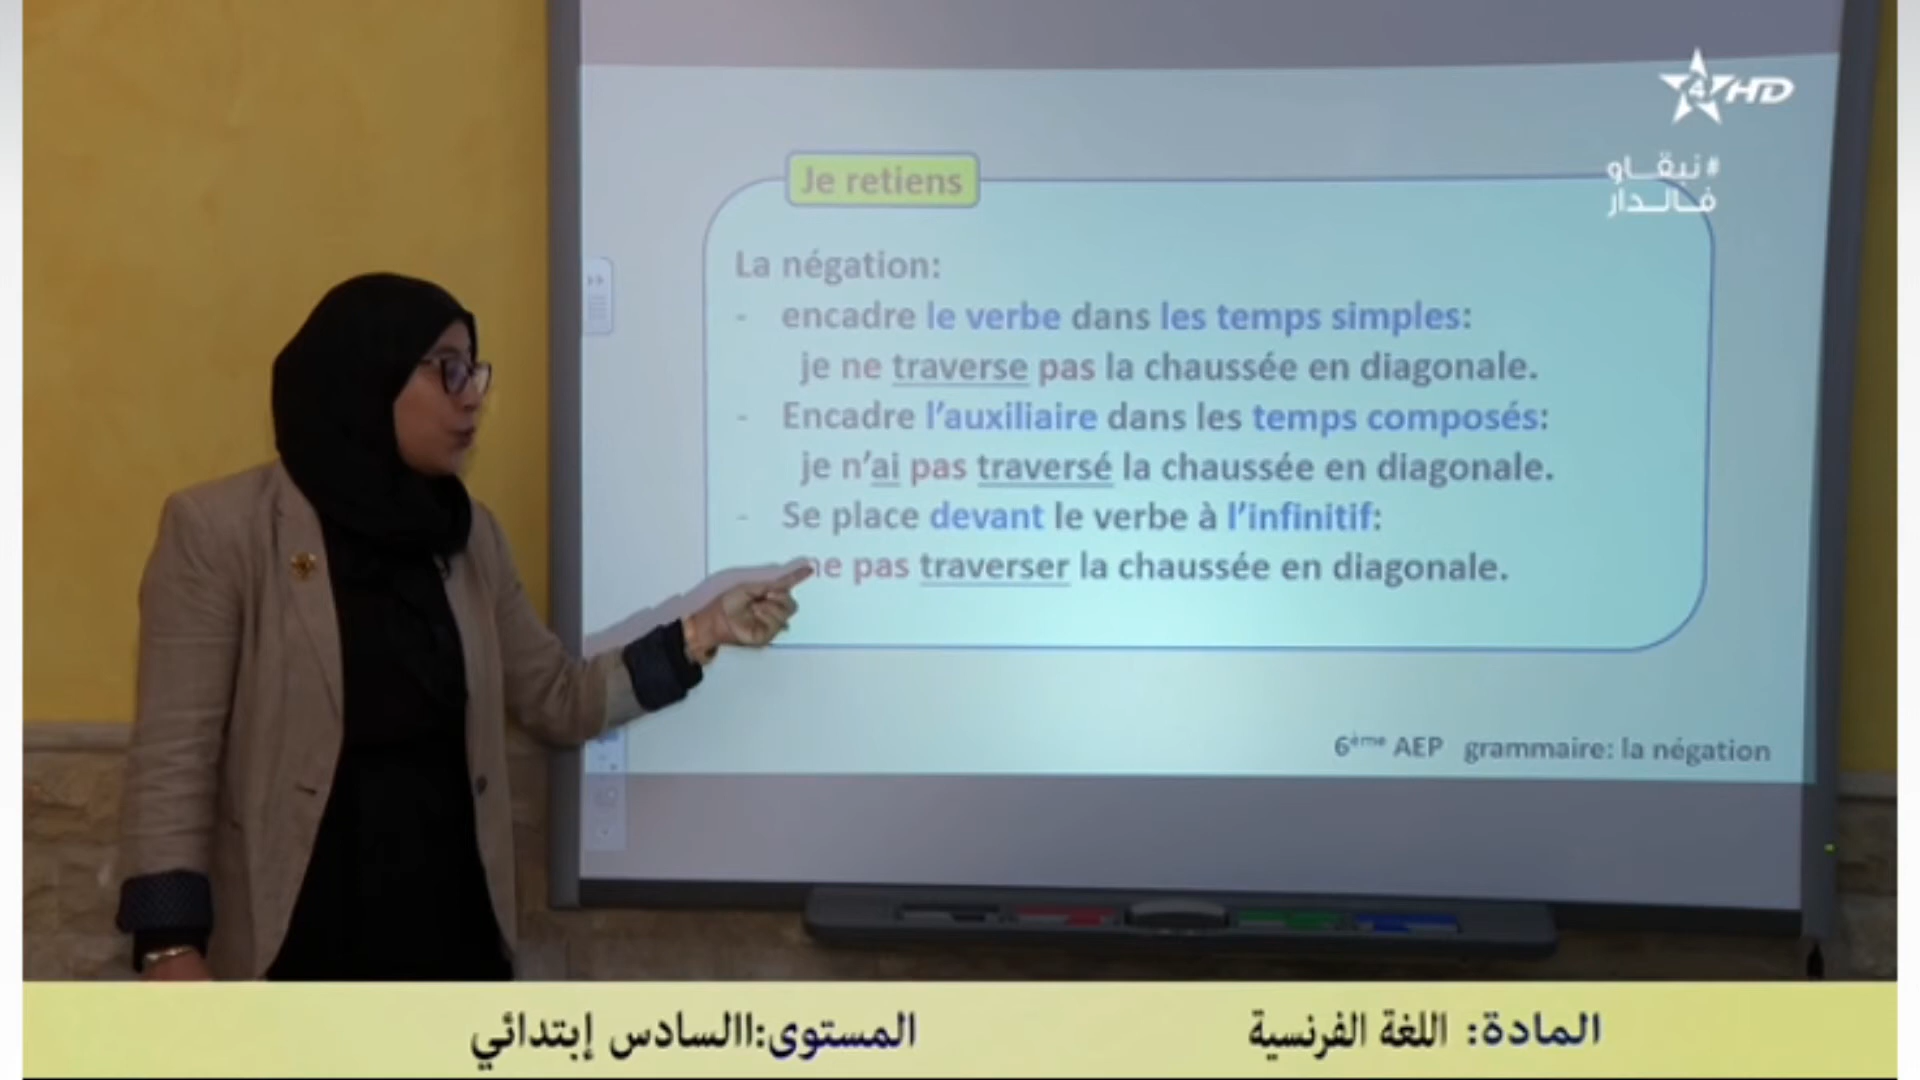 4 HD
#نبقاو
فالدار
Je retiens
La négation:
- encadre le verbe dans les temps simples:
je ne traverse pas la chaussée en diagonale.
- Encadre l'auxiliaire dans les temps composés:
je n'ai pas traversé la chaussée en diagonale.
- Se place devant le verbe à l'infinitif:
ne pas traverser la chaussée en diagonale.
6ème AEP grammaire: la négation
المادة: اللغة الفرنسية
المستوى:االسادس إبتدائي